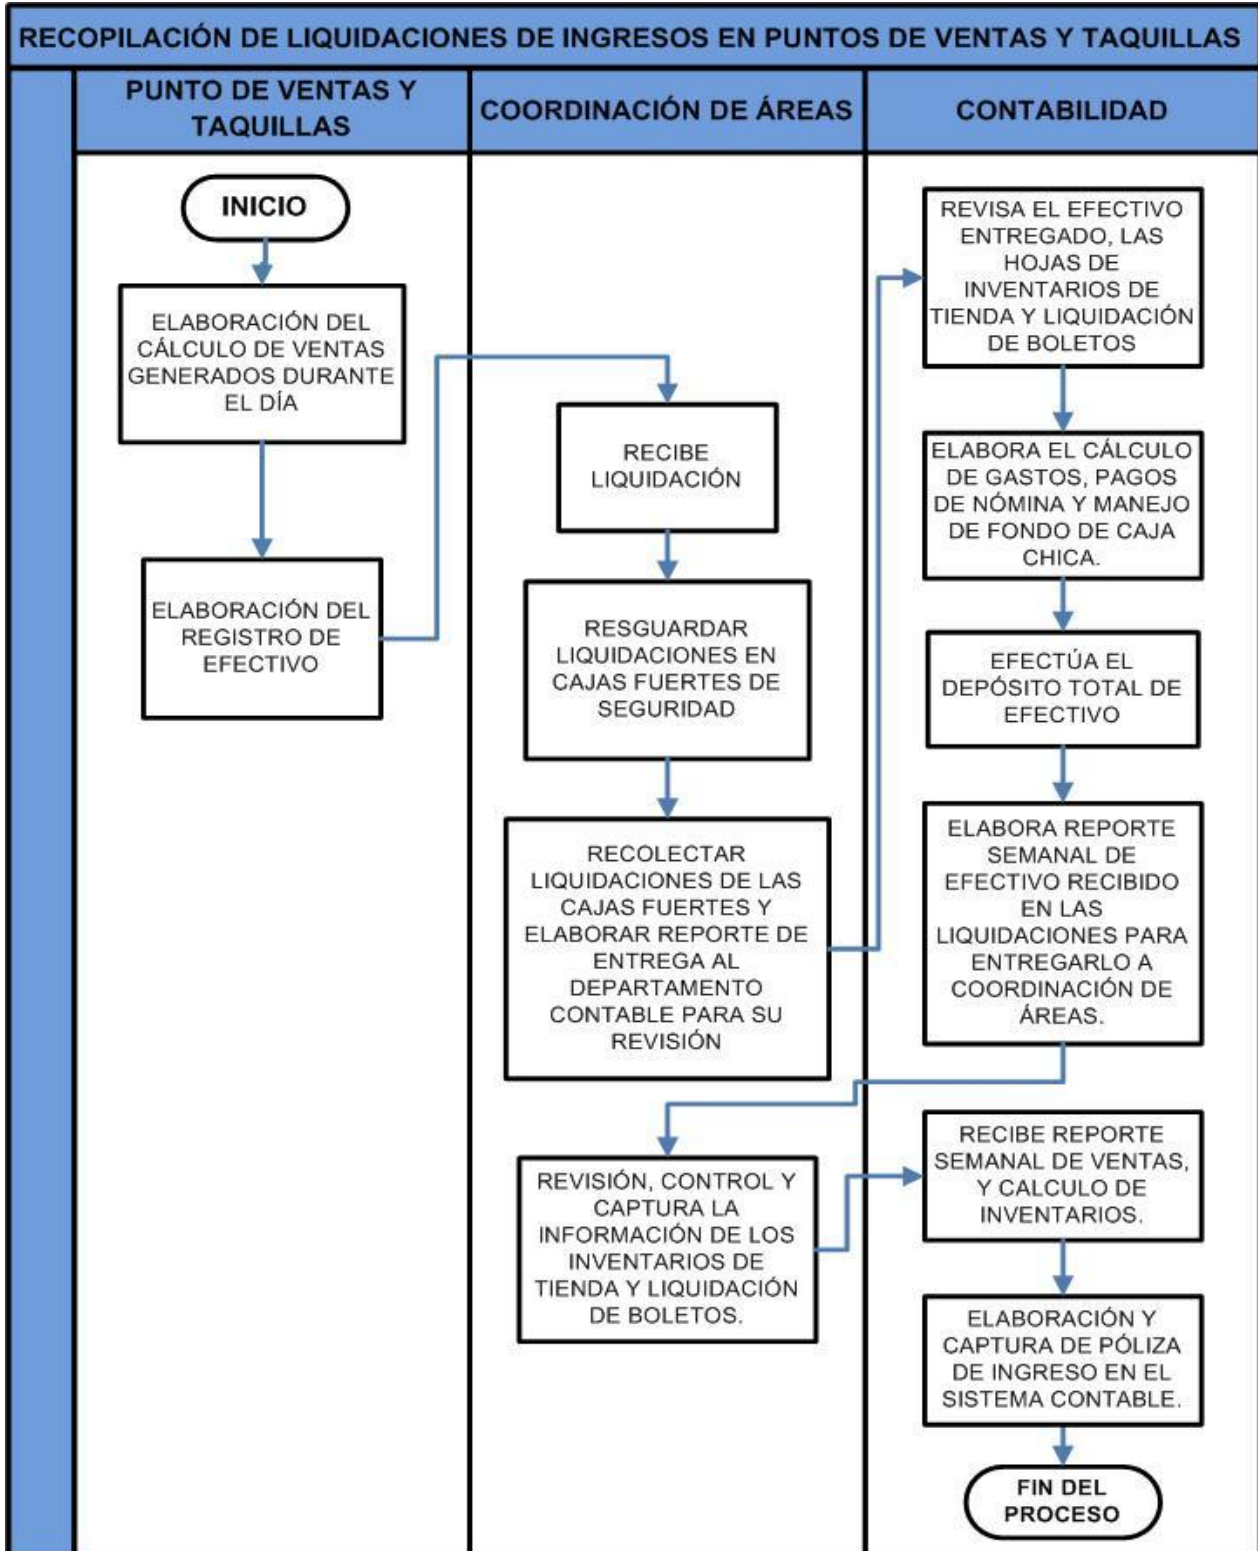 RECOPILACIÓN DE LIQUIDACIONES DE INGRESOS EN PUNTOS DE VENTAS Y TAQUILLAS
PUNTO DE VENTAS Y
TAQUILLAS
COORDINACIÓN DE ÁREAS
CONTABILIDAD
INICIO
ELABORACIÓN DEL
CÁLCULO DE VENTAS
GENERADOS DURANTE
EL DÍA
ELABORACIÓN DEL
REGISTRO DE
EFECTIVO
RECIBE
LIQUIDACIÓN
RESGUARDAR
LIQUIDACIONES EN
CAJAS FUERTES DE
SEGURIDAD
RECOLECTAR
LIQUIDACIONES DE LAS
CAJAS FUERTES Y
ELABORAR REPORTE DE
ENTREGA AL
DEPARTAMENTO
CONTABLE PARA SU
REVISIÓN
REVISA EL EFECTIVO
ENTREGADO, LAS
HOJAS DE
INVENTARIOS DE
TIENDA Y LIQUIDACIÓN
DE BOLETOS
ELABORA EL CÁLCULO
DE GASTOS, PAGOS
DE NÓMINA Y MANEJO
DE FONDO DE CAJA
CHICA.
EFECTÚA EL
DEPÓSITO TOTAL DE
EFECTIVO
ELABORA REPORTE
SEMANAL DE
EFECTIVO RECIBIDO
EN LAS
LIQUIDACIONES PARA
ENTREGARLO A
COORDINACIÓN DE
ÁREAS.
REVISIÓN, CONTROL Y
CAPTURA LA
INFORMACIÓN DE LOS
INVENTARIOS DE
TIENDA Y LIQUIDACIÓN
DE BOLETOS.
RECIBE REPORTE
SEMANAL DE VENTAS,
Y CALCULO DE
INVENTARIOS.
ELABORACIÓN Y
CAPTURA DE PÓLIZA
DE INGRESO EN EL
SISTEMA CONTABLE.
FIN DEL
PROCESO